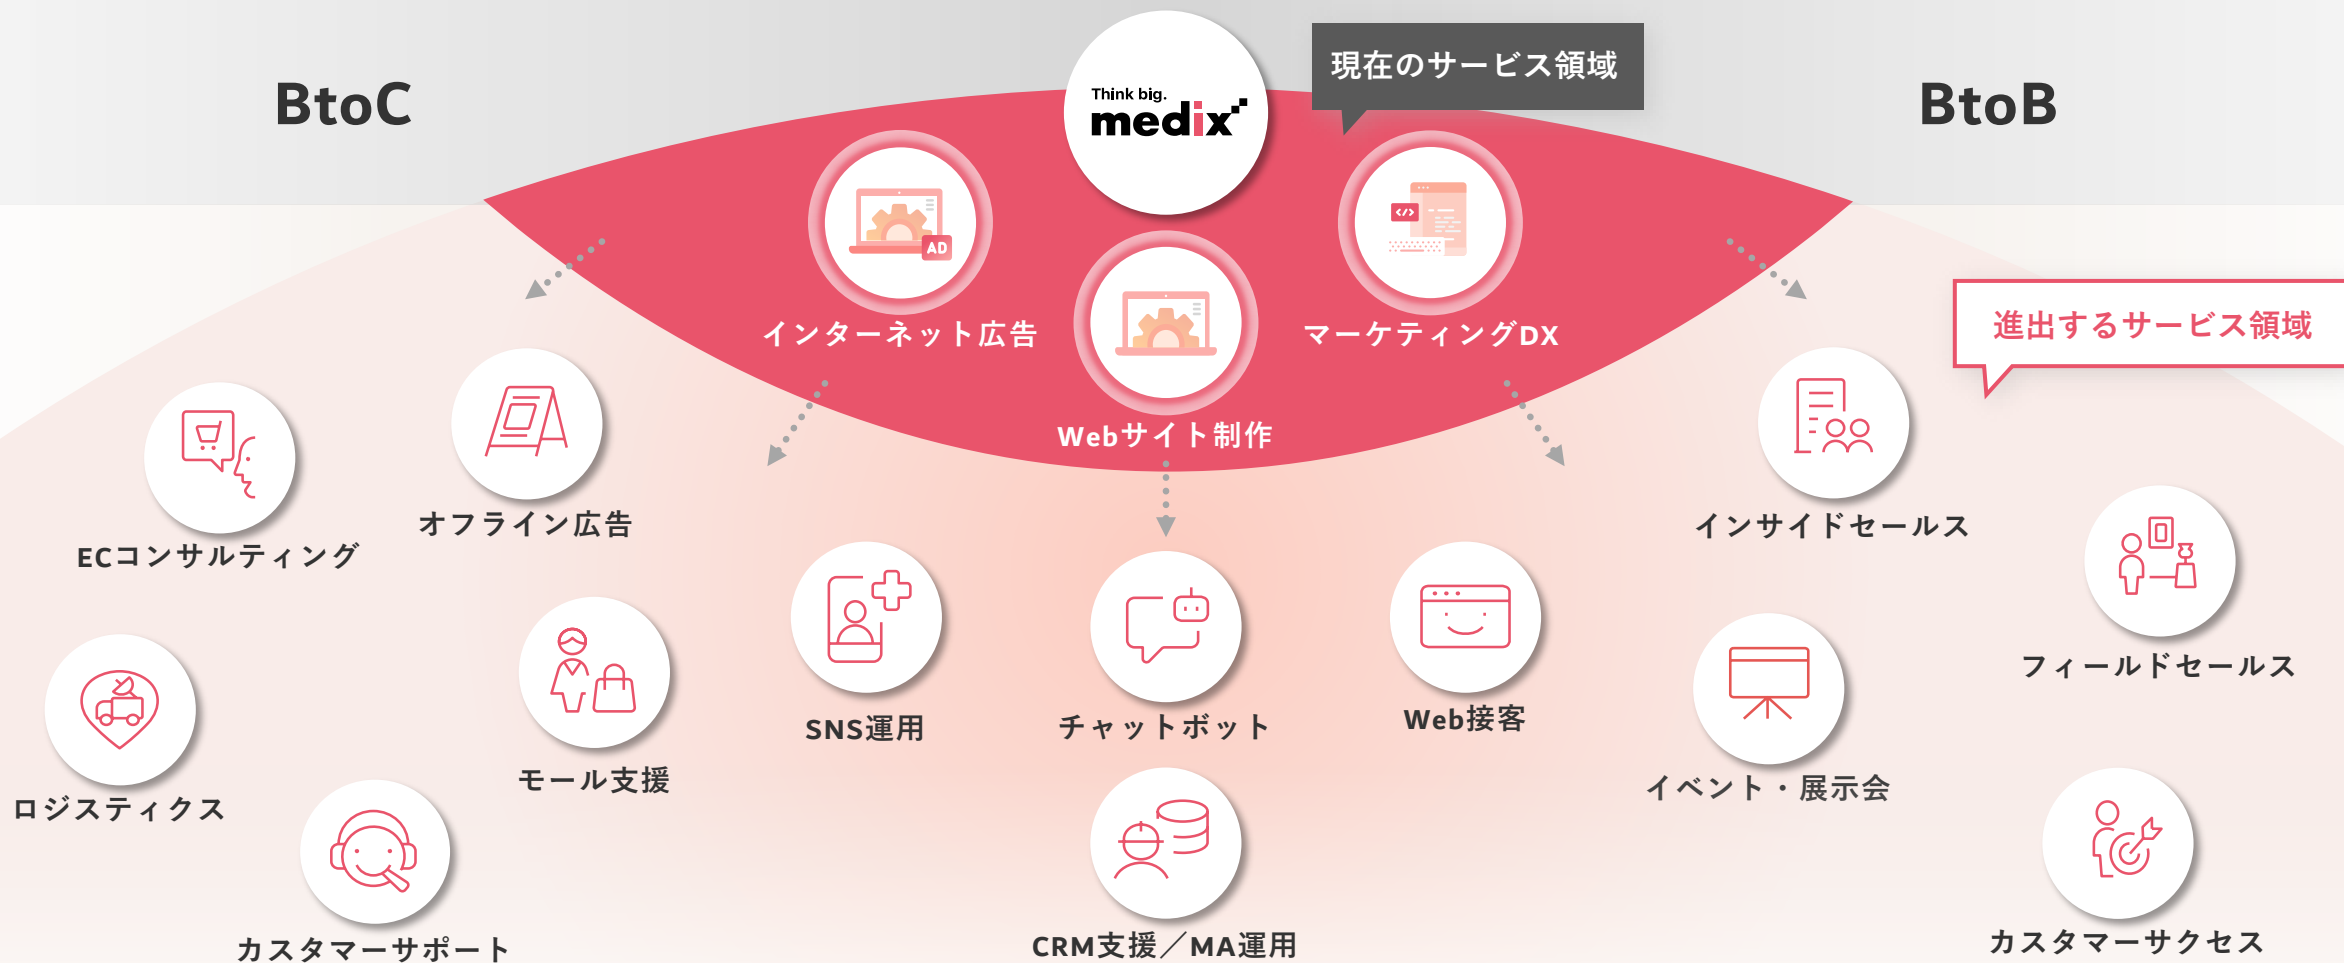 BtoC
Think big.
medix
現在のサービス領域
BtoB
AD
</>
インターネット広告
マーケティングDX
進出するサービス領域
Webサイト制作
オフライン広告
インサイドセールス
ECコンサルティング
フィールドセールス
SNS運用
チャットボット
Web接客
モール支援
イベント・展示会
ロジスティクス
カスタマーサポート
CRM支援／MA運用
カスタマーサクセス